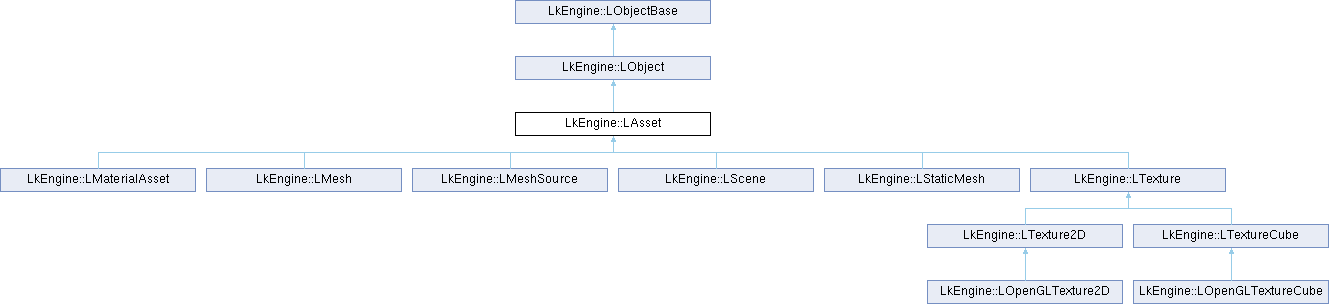 LkEngine::LObjectBase
LkEngine::LObject
LkEngine::LAsset
LkEngine::LMaterialAsset
LkEngine::LMesh
LkEngine::LMeshSource
LkEngine::LScene
LkEngine::LStaticMesh
LkEngine::LTexture
LkEngine::LTexture2D
LkEngine::LTextureCube
LkEngine::LOpenGLTexture2D
LkEngine::LOpenGLTextureCube